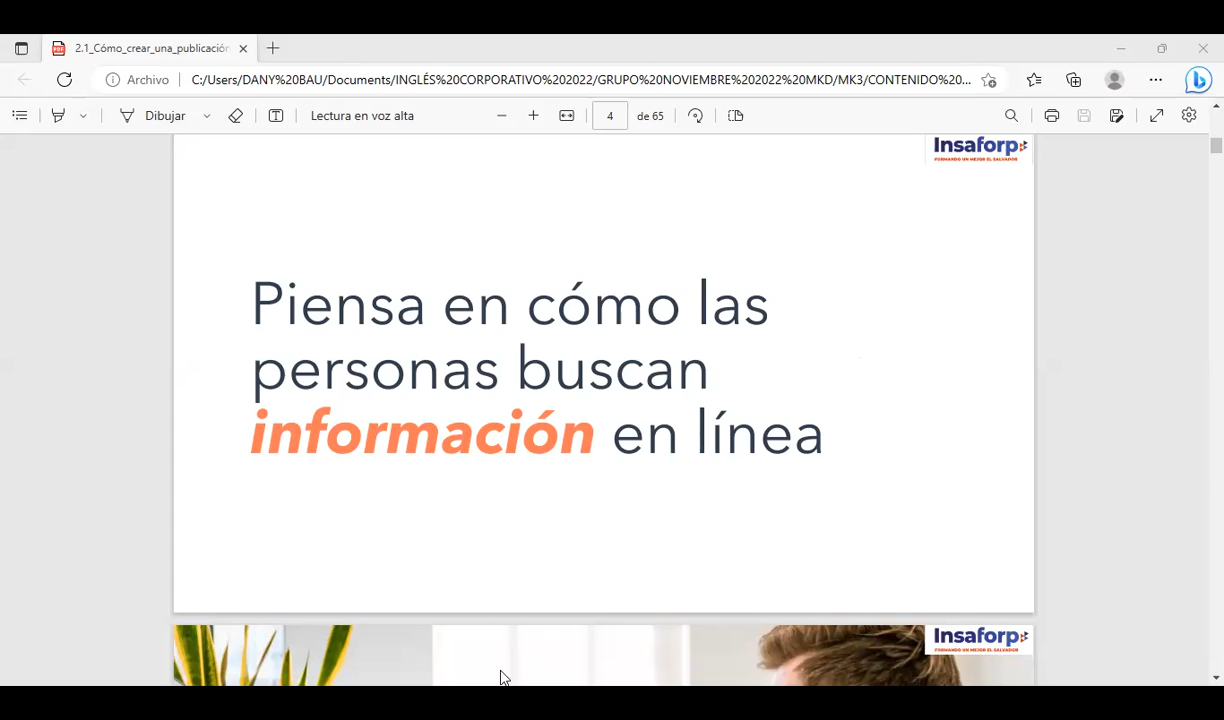 2.1_Cómo_crear_una_publicación
Archivo
C:/Users/DANY%20BAU/Documents/INGLÉS%20CORPORATIVO%202022/GRUPO%20NOVIEMBRE%202022%20MKD/MK3/CONTENIDO%20...
Dibujar
Lectura en voz alta
4 de 65
Insaforp
FORMANDO UN MEJOR EL SALVADOR
Piensa en cómo las
personas buscan
información en línea
Insaforp
FORMANDO UN MEJOR EL SALVADOR